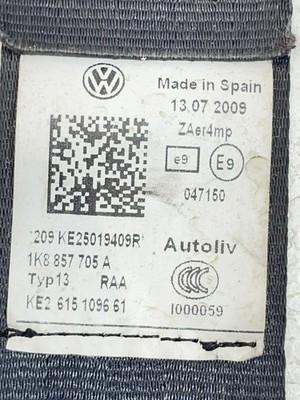 Made in Spain
13.07 2009
ZAer4mp
e9 E9
047150
*209 KE25019409R*
1K8 857 705 A
Typ13 RAA
KE2 615 1096 61
Autoliv
CCC
I000059